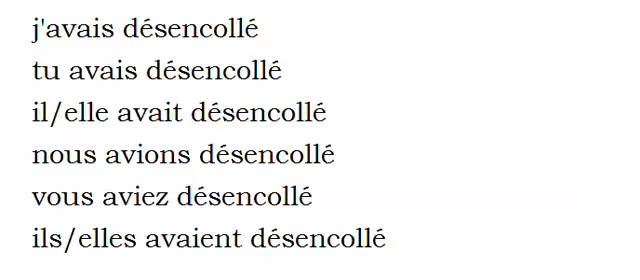 j'avais désencollé
tu avais désencollé
il/elle avait désencollé
nous avions désencollé
vous aviez désencollé
ils/elles avaient désencollé